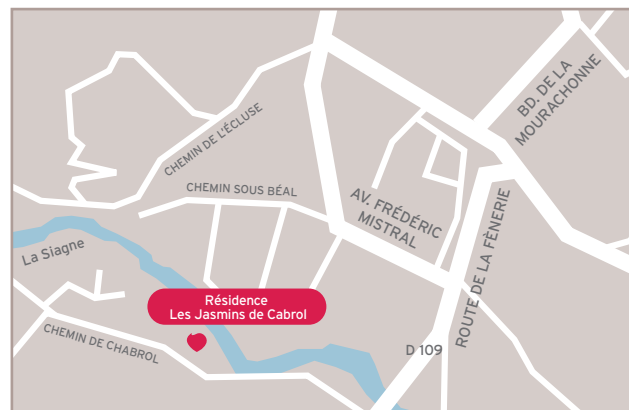 BD. DE LA
MOURACHONNE
CHEMIN DE L'ÉCLUSE
CHEMIN SOUS BÉAL
AV. FRÉDÉRIC
MISTRAL
ROUTE DE LA FÈNERIE
La Siagne
Résidence
Les Jasmins de Cabrol
CHEMIN DE CHABROL
D 109